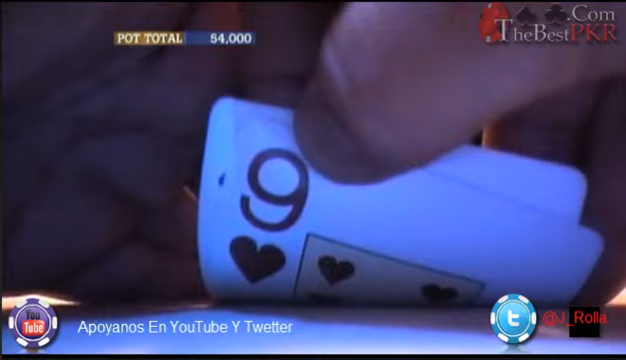 POT TOTAL 54,000
TheBestPKR.Com
9
You Tube
Apoyanos En YouTube Y Twetter
@J_Rolla